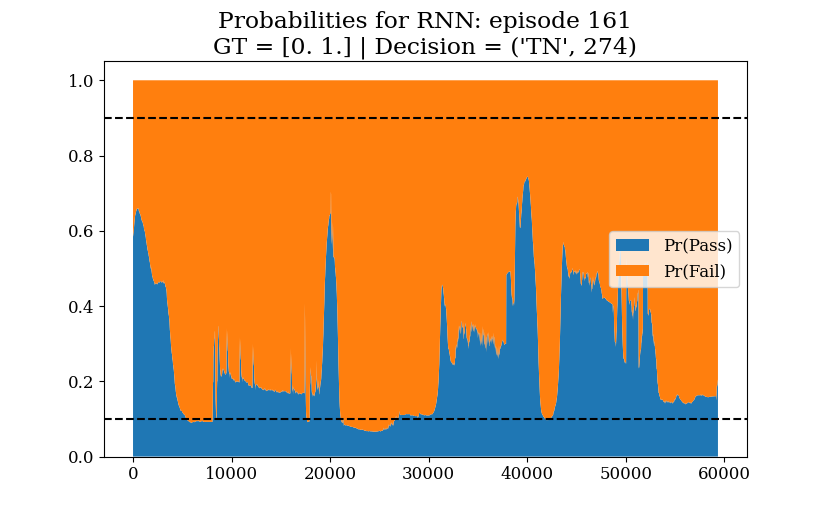 Probabilities for RNN: episode 161
GT = [0. 1.] | Decision = ('TN', 274)
1.0
0.8
0.6
0.4
0.2
0.0
Pr(Pass)
Pr(Fail)
0 10000 20000 30000 40000 50000 60000